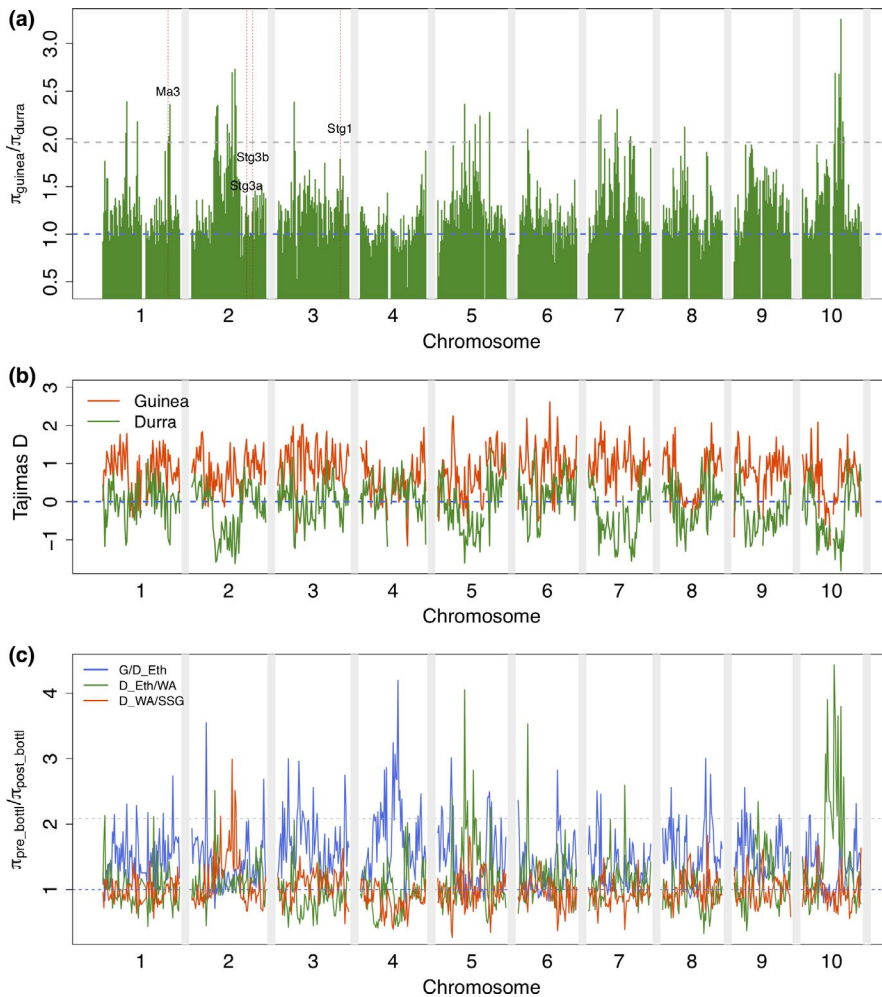 (a)
πguinea/πdurra
3.0
2.5
2.0
1.5
1.0
0.5
Ma3
Stg1
Stg3b
Stg3a
1 2 3 4 5 6 7 8 9 10
Chromosome
(b)
Tajimas D
3
2
1
0
−1
Guinea
Durra
1 2 3 4 5 6 7 8 9 10
Chromosome
(c)
πpre_bottl/πpost_bottl
4
3
2
1
G/D_Eth
D_Eth/WA
D_WA/SSG
1 2 3 4 5 6 7 8 9 10
Chromosome